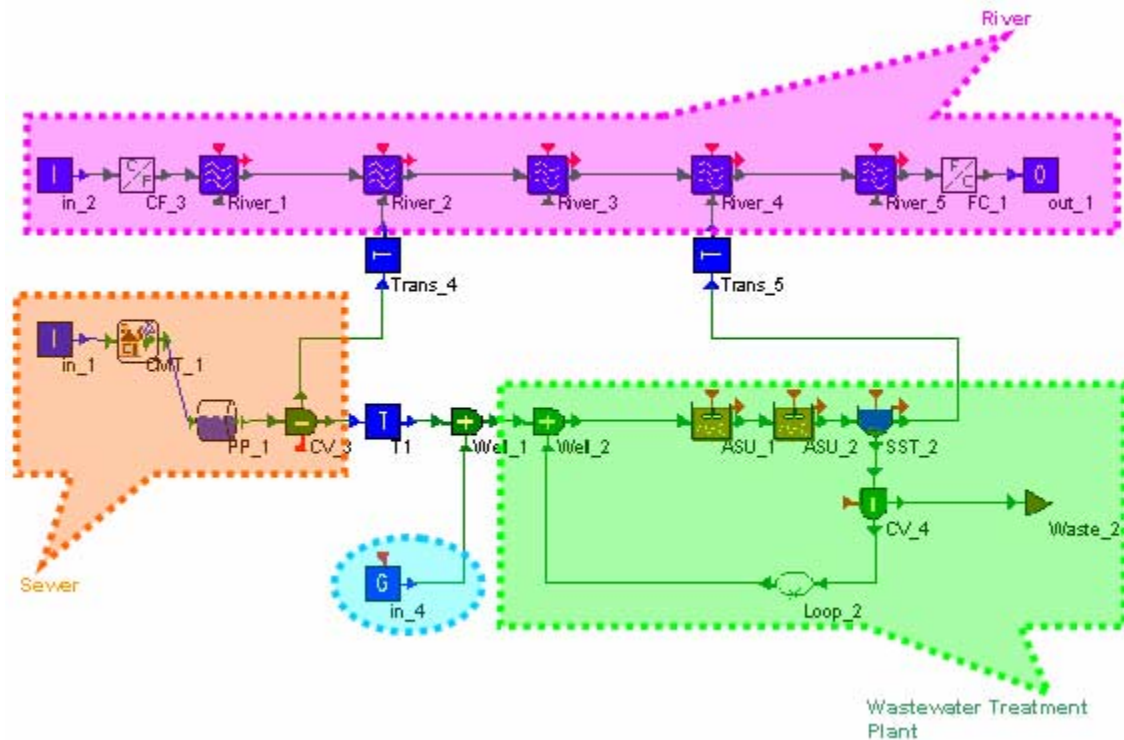 River
I
C/F
F/C
O
in_2
CF_3
River_1
River_2
River_3
River_4
River_5
FC_1
out_1
T
T
Trans_4
Trans_5
I
in_1
CMT_1
PP_1
CV_3
T
T1
Well_1
Well_2
ASU_1
ASU_2
SST_2
CV_4
Waste_2
Sewer
G
in_4
Loop_2
Wastewater Treatment
Plant